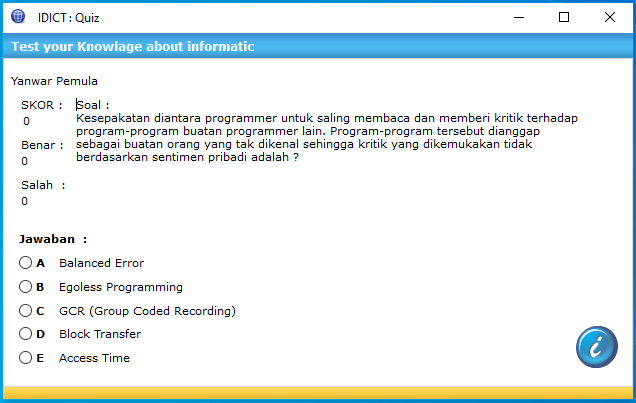 IDICT : Quiz
Test your Knowlage about informatic
Yanwar Pemula
SKOR :
0
Benar :
0
Salah :
0
Soal :
Kesepakatan diantara programmer untuk saling membaca dan memberi kritik terhadap
program-program buatan programmer lain. Program-program tersebut dianggap
sebagai buatan orang yang tak dikenal sehingga kritik yang dikemukakan tidak
berdasarkan sentimen pribadi adalah ?
Jawaban :
A Balanced Error
B Egoless Programming
C GCR (Group Coded Recording)
D Block Transfer
E Access Time
i